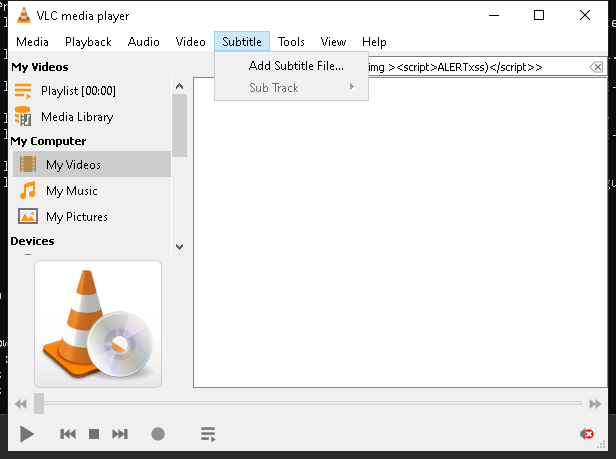 VLC media player
Media Playback Audio Video Subtitle Tools View Help
My Videos
Add Subtitle File...
img ><script>ALERTxss)</script>>
Playlist [00:00]
Sub Track
Media Library
My Computer
My Videos
My Music
My Pictures
Devices